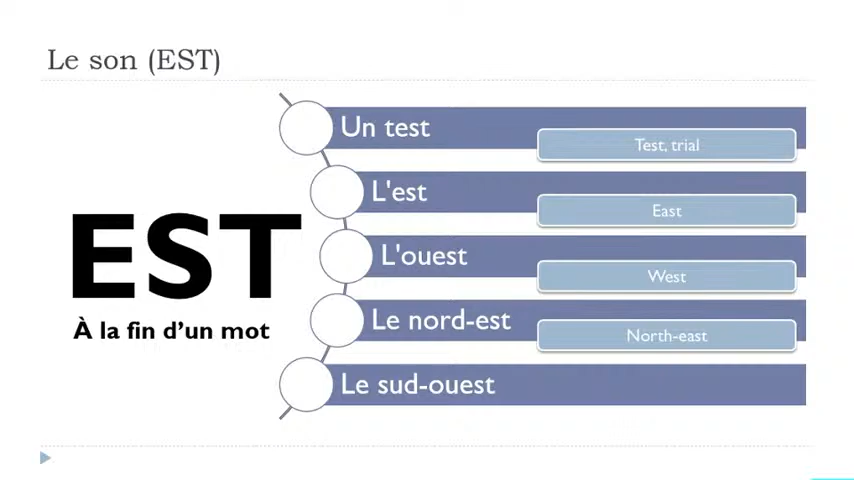 Le son (EST)
Un test
Test, trial
L'est
East
EST
À la fin d’un mot
L'ouest
West
Le nord-est
North-east
Le sud-ouest